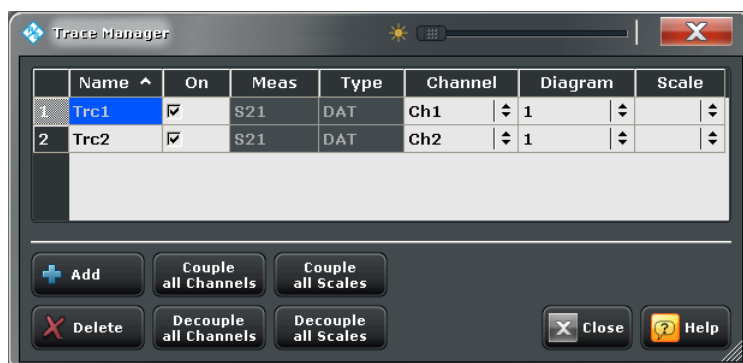 Trace Manager
X
Name On Meas Type Channel Diagram Scale
1 Trc1 S21 DAT Ch1 1
2 Trc2 S21 DAT Ch2 1
Add
Couple all Channels
Couple all Scales
Delete
Decouple all Channels
Decouple all Scales
Close
Help